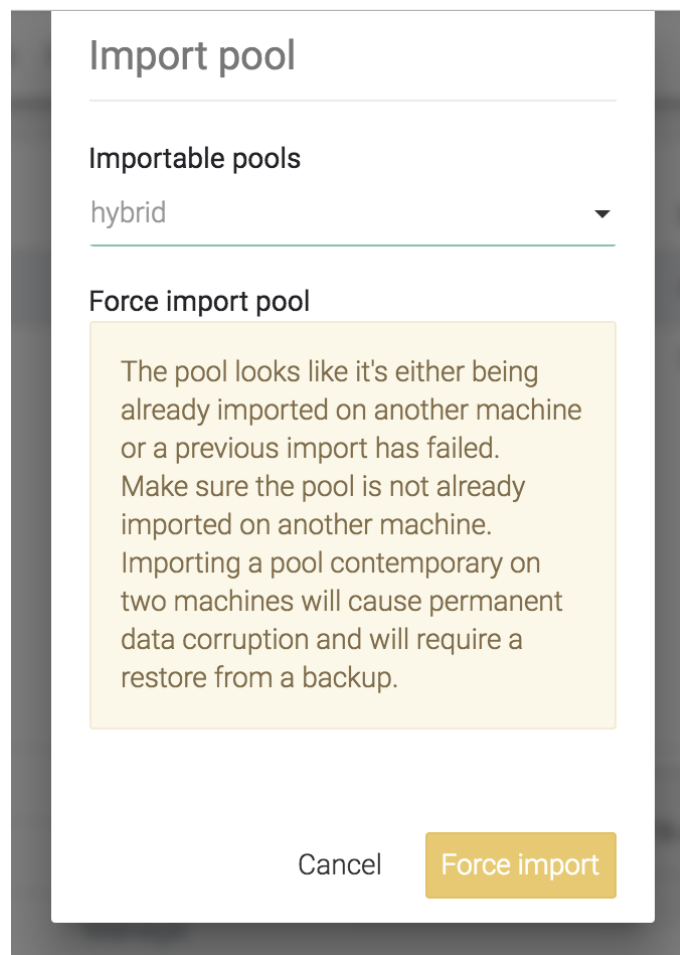 Import pool
Importable pools
hybrid
Force import pool
The pool looks like it's either being
already imported on another machine
or a previous import has failed.
Make sure the pool is not already
imported on another machine.
Importing a pool contemporary on
two machines will cause permanent
data corruption and will require a
restore from a backup.
Cancel
Force import